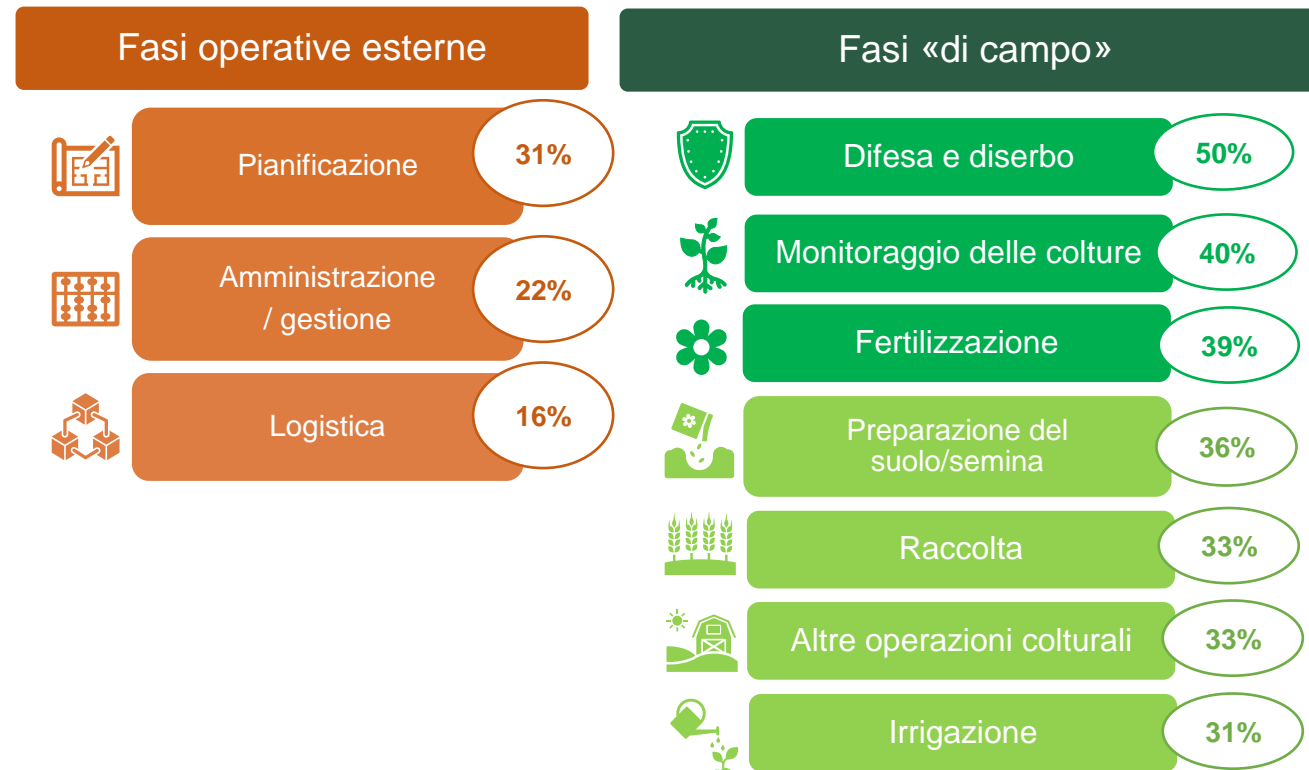 Fasi operative esterne
Pianificazione
31%
Amministrazione
/ gestione
22%
Logistica
16%
Fasi «di campo»
Difesa e diserbo
50%
Monitoraggio delle colture
40%
Fertilizzazione
39%
Preparazione del
suolo/semina
36%
Raccolta
33%
Altre operazioni colturali
33%
Irrigazione
31%